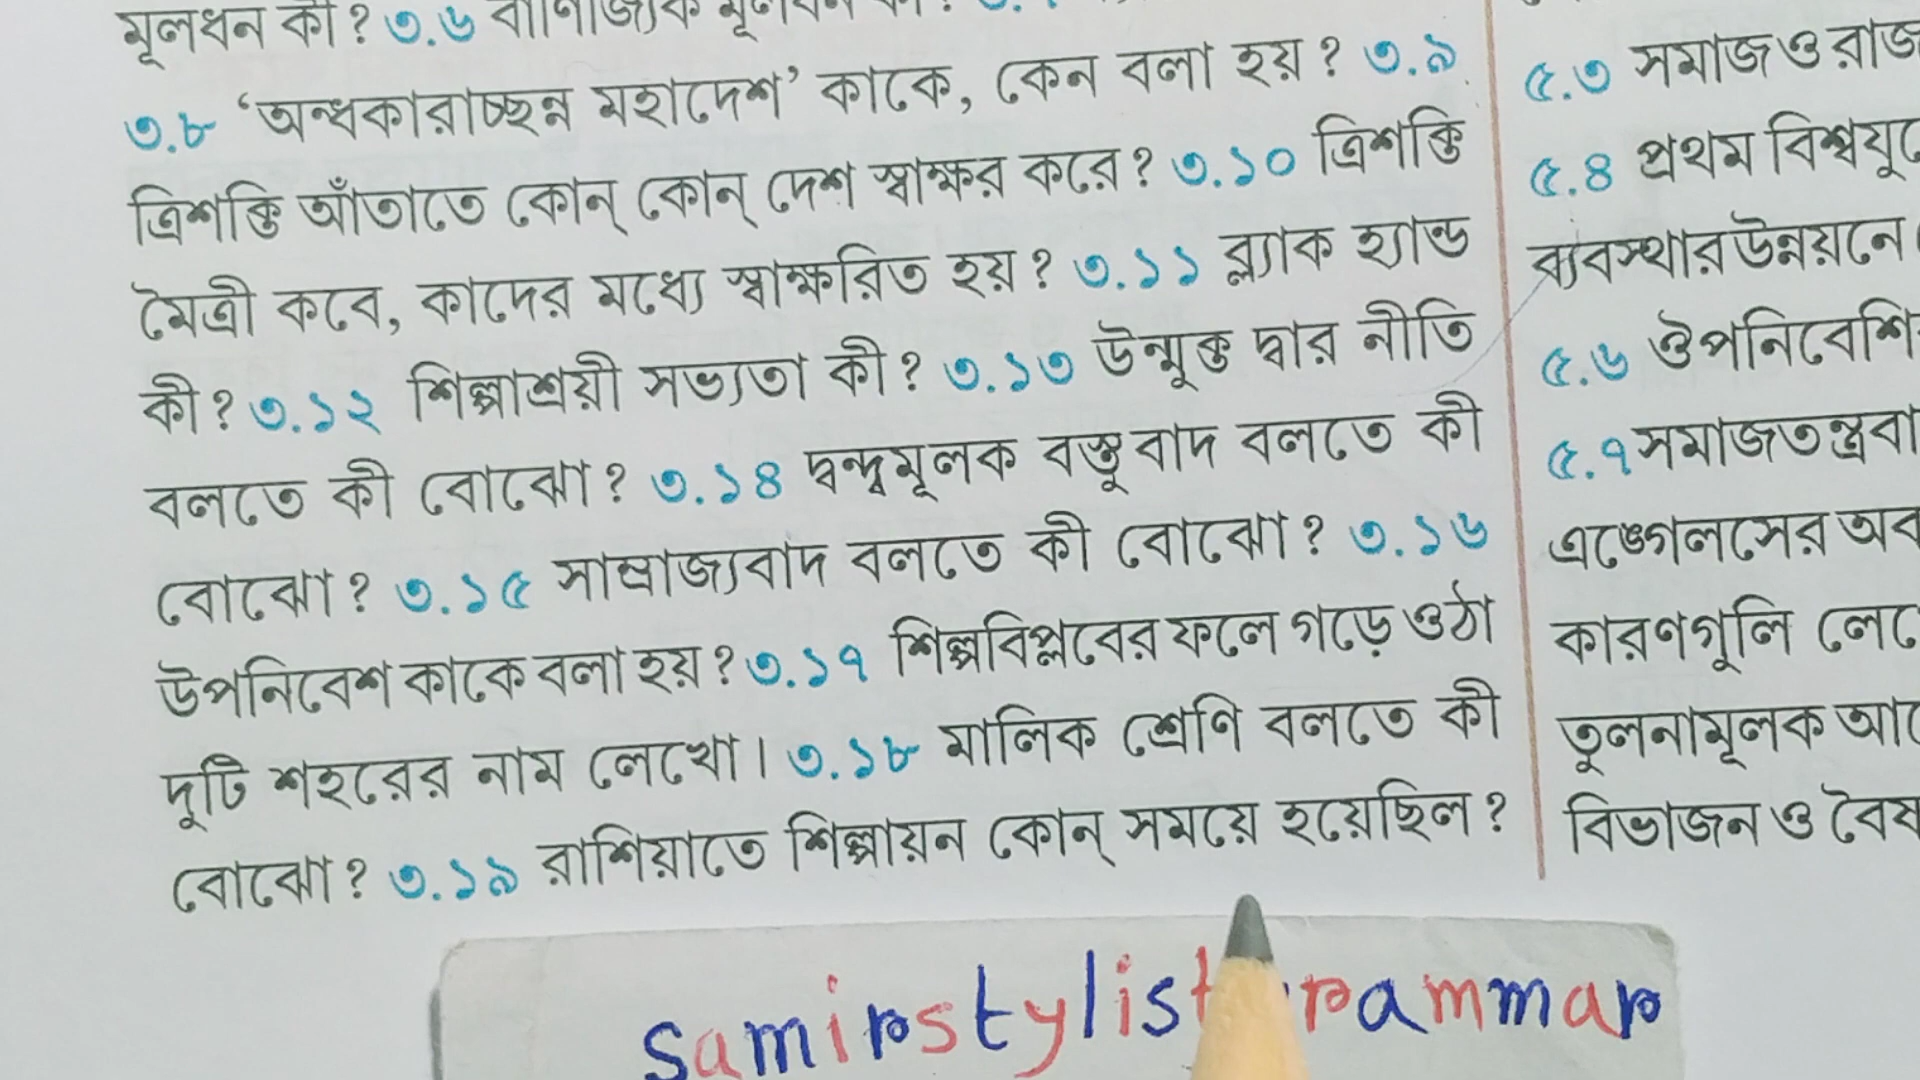 মূলধন কী? ৩.৬ বাণিজ্যিক মূলধন
৩.৮ ‘অন্ধকারাচ্ছন্ন মহাদেশ’ কাকে, কেন বলা হয়? ৩.৯
ত্রিশক্তি আঁতাতে কোন্ কোন্ দেশ স্বাক্ষর করে? ৩.১০ ত্রিশক্তি
মৈত্রী কবে, কাদের মধ্যে স্বাক্ষরিত হয়? ৩.১১ ব্ল্যাক হ্যান্ড
কী? ৩.১২ শিল্পাশ্রয়ী সভ্যতা কী? ৩.১৩ উন্মুক্ত দ্বার নীতি
বলতে কী বোঝো? ৩.১৪ দ্বন্দ্বমূলক বস্তুবাদ বলতে কী
বোঝো? ৩.১৫ সাম্রাজ্যবাদ বলতে কী বোঝো? ৩.১৬
উপনিবেশ কাকে বলা হয়? ৩.১৭ শিল্পবিপ্লবের ফলে গড়ে ওঠা
দুটি শহরের নাম লেখো। ৩.১৮ মালিক শ্রেণি বলতে কী
বোঝো? ৩.১৯ রাশিয়াতে শিল্পায়ন কোন্ সময়ে হয়েছিল?
৫.৩ সমাজ ও রাজ
৫.৪ প্রথম বিশ্বযু
ব্যবস্থার উন্নয়নে
৫.৬ ঔপনিবেশি
৫.৭ সমাজতন্ত্রবা
এঙ্গেলসের অব
কারণগুলি লে
তুলনামূলক আ
বিভাজন ও বৈষ
samirstylist rammar